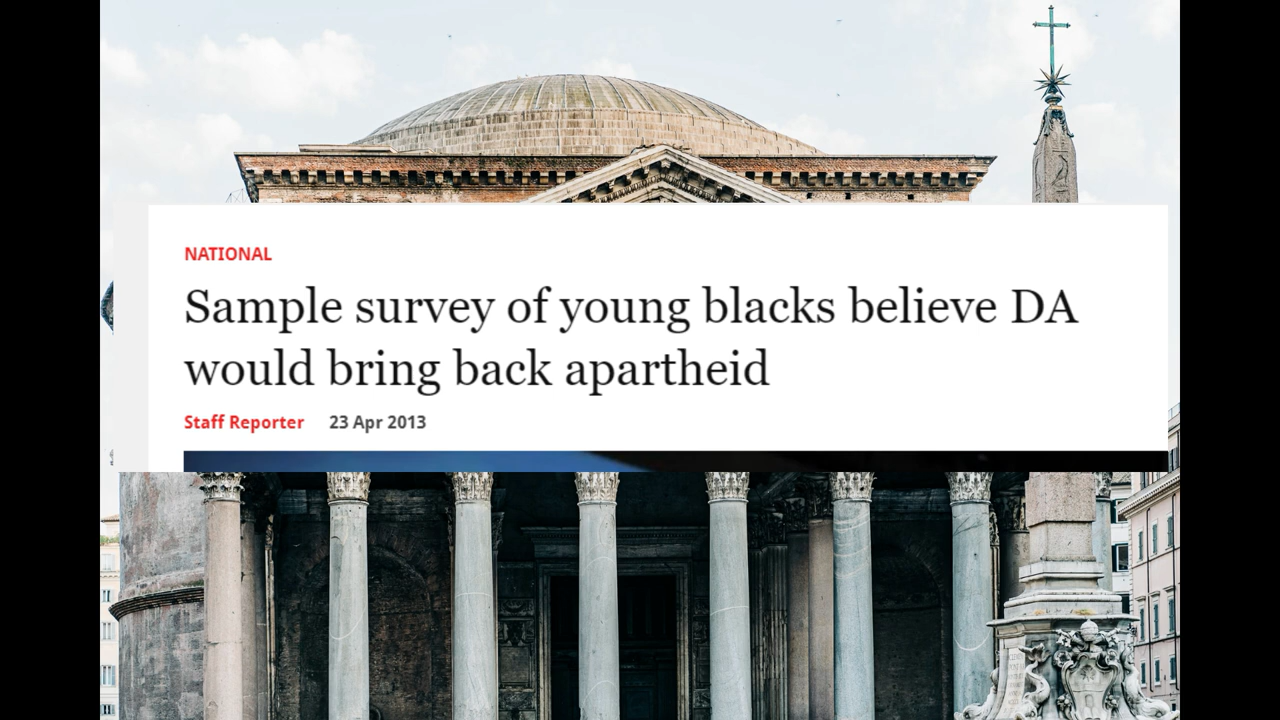 NATIONAL
Sample survey of young blacks believe DA
would bring back apartheid
Staff Reporter 23 Apr 2013